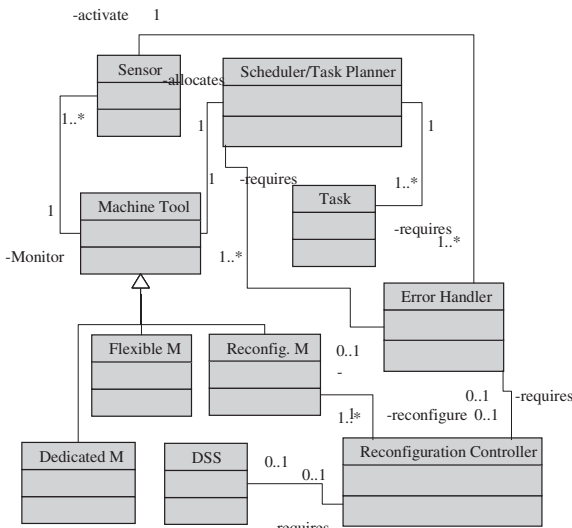 -activate 1
Sensor
-allocates
Scheduler/Task Planner
1..*
1
1
1
-requires
1..*
Task
1
Machine Tool
-requires
1..*
-Monitor
1..*
Error Handler
Flexible M
Reconfig. M
0..1
-
0..1
-requires
1..*
1
-reconfigure
0..1
Dedicated M
DSS
0..1
0..1
Reconfiguration Controller
requires